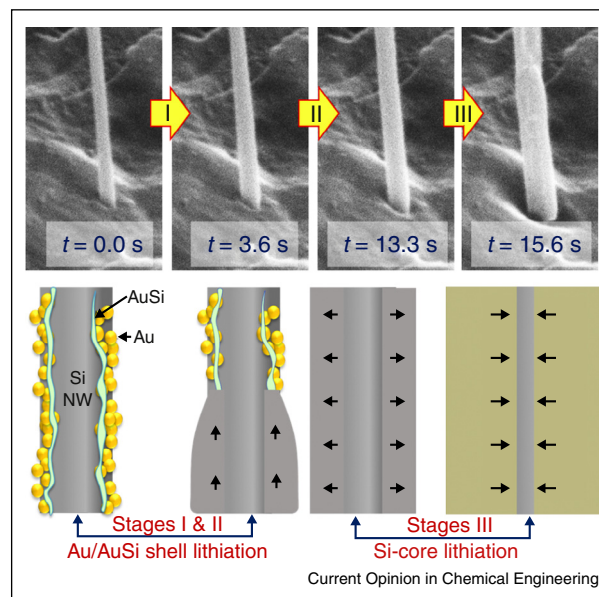 I
II
III
t = 0.0 s
t = 3.6 s
t = 13.3 s
t = 15.6 s
AuSi
Au
Si
NW
Stages I & II
Au/AuSi shell lithiation
Stages III
Si-core lithiation
Current Opinion in Chemical Engineering